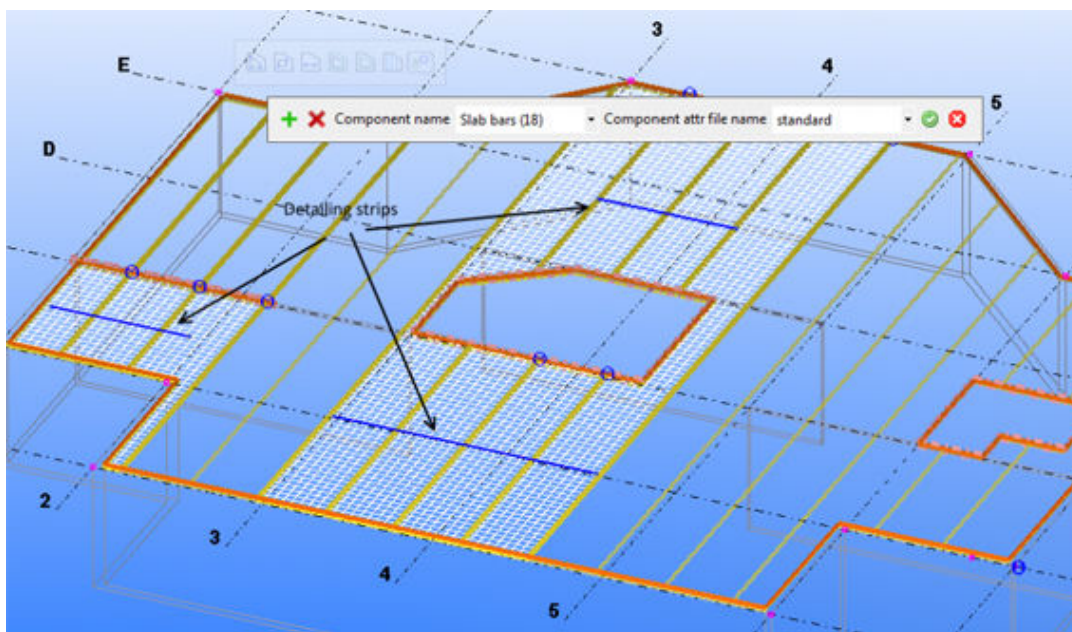 3
E
4
5
Component name Slab bars (18) Component attr file name standard
D
Detailing strips
2
3
4
5